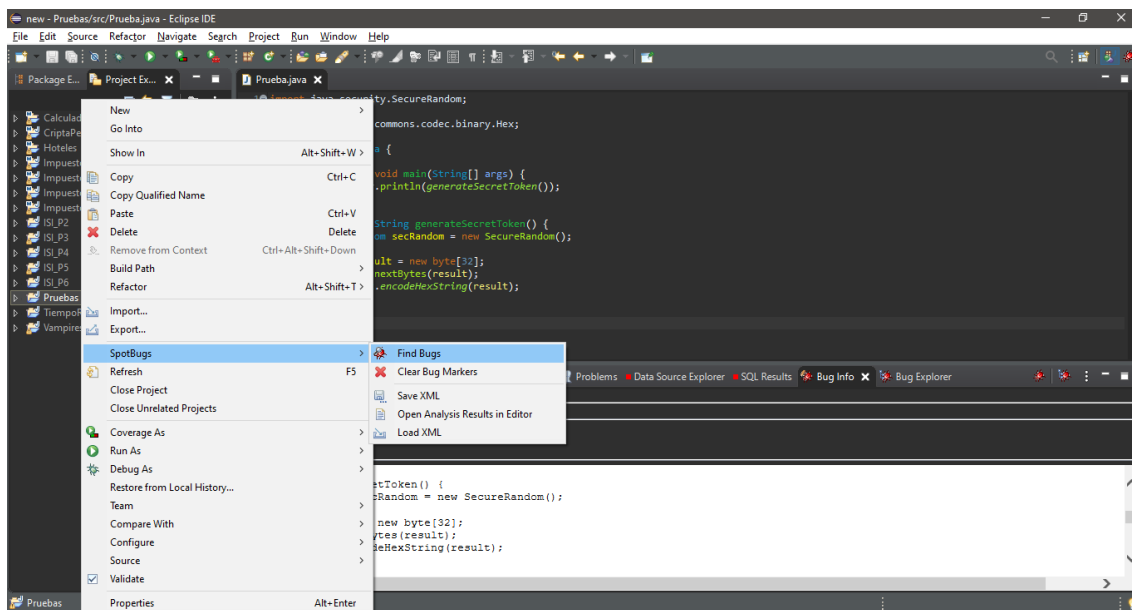 new - Pruebas/src/Prueba.java - Eclipse IDE
File Edit Source Refactor Navigate Search Project Run Window Help
Package E... Project Ex... Prueba.java
java.security.SecureRandom;
commons.codec.binary.Hex;
a {
void main(String[] args) {
.println(generateSecretToken());
String generateSecretToken() {
om secRandom = new SecureRandom();
ult = new byte[32];
nextBytes(result);
.encodeHexString(result);
Calculad
CriptaPe
Hoteles
Impuest
Impuest
Impuest
Impuest
ISI_P2
ISI_P3
ISI_P4
ISI_P5
ISI_P6
Pruebas
TiempoR
Vampire
New
Go Into
Show In Alt+Shift+W
Copy Ctrl+C
Copy Qualified Name
Paste Ctrl+V
Delete Delete
Remove from Context Ctrl+Alt+Shift+Down
Build Path
Refactor Alt+Shift+T
Import...
Export...
SpotBugs
Refresh F5
Close Project
Close Unrelated Projects
Coverage As
Run As
Debug As
Restore from Local History...
Team
Compare With
Configure
Source
Validate
Properties Alt+Enter
Find Bugs
Clear Bug Markers
Save XML
Open Analysis Results in Editor
Load XML
Problems Data Source Explorer SQL Results Bug Info Bug Explorer
etToken() {
Random = new SecureRandom();
new byte[32];
ytes(result);
deHexString(result);
Pruebas